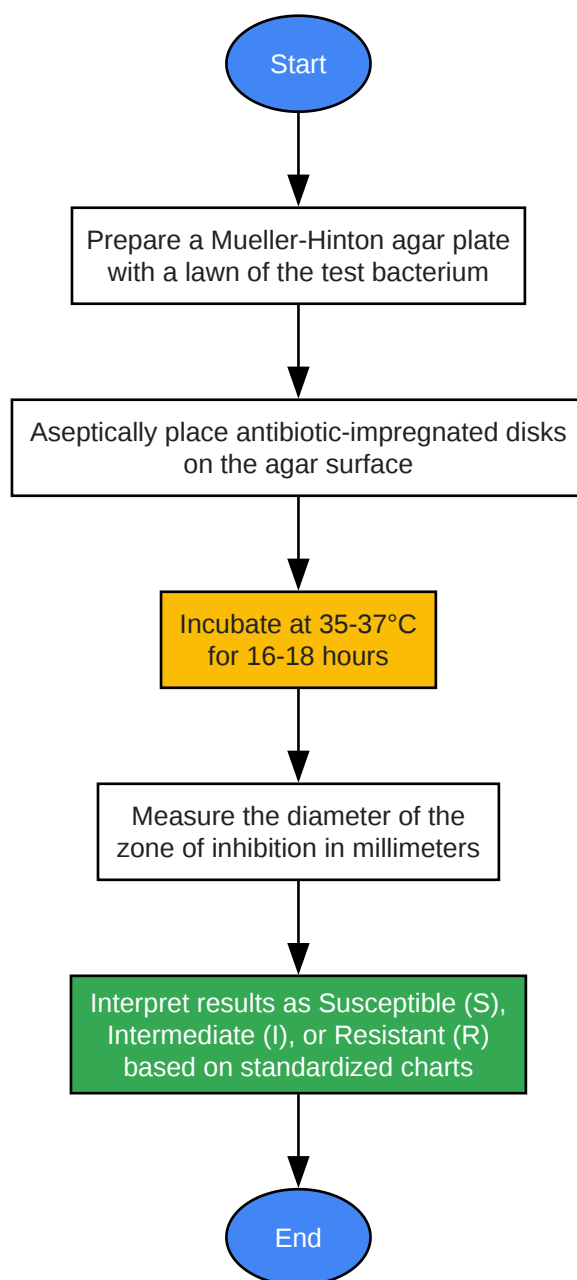 Start
Prepare a Mueller-Hinton agar plate
with a lawn of the test bacterium
Aseptically place antibiotic-impregnated disks
on the agar surface
Incubate at 35-37°C
for 16-18 hours
Measure the diameter of the
zone of inhibition in millimeters
Interpret results as Susceptible (S),
Intermediate (I), or Resistant (R)
based on standardized charts
End